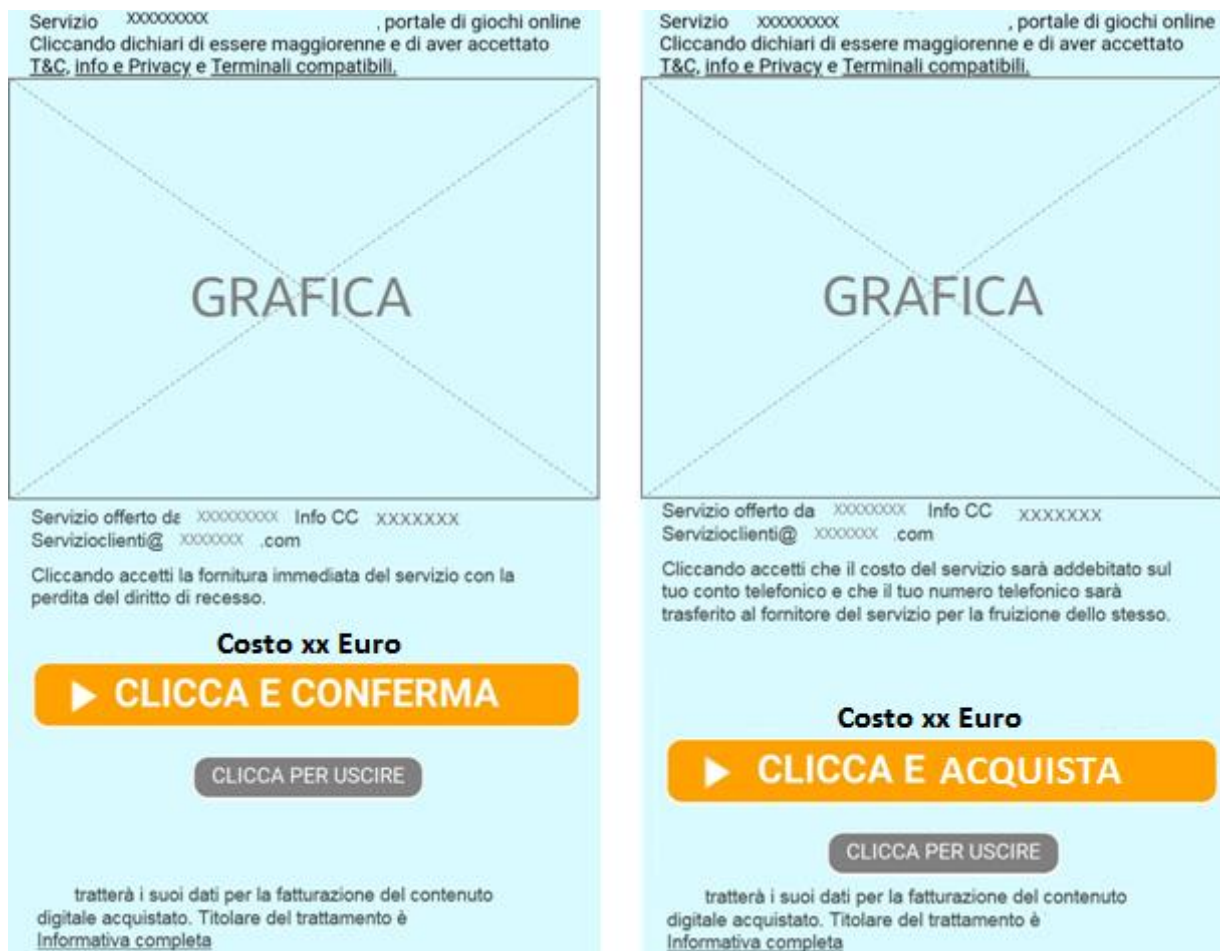 Servizio xxxxxxxxx , portale di giochi online
Cliccando dichiari di essere maggiorenne e di aver accettato
T&C, info e Privacy e Terminali compatibili.
GRAFICA
Servizio offerto da xxxxxxxxx Info CC xxxxxxx
Servizioclienti@ xxxxxxx .com
Cliccando accetti la fornitura immediata del servizio con la
perdita del diritto di recesso.
Costo xx Euro
CLICCA E CONFERMA
CLICCA PER USCIRE
tratterà i suoi dati per la fatturazione del contenuto
digitale acquistato. Titolare del trattamento è
Informativa completa
Servizio xxxxxxxxx , portale di giochi online
Cliccando dichiari di essere maggiorenne e di aver accettato
T&C, info e Privacy e Terminali compatibili.
GRAFICA
Servizio offerto da xxxxxxxx Info CC xxxxxxx
Servizioclienti@ xxxxxxx .com
Cliccando accetti che il costo del servizio sarà addebitato sul
tuo conto telefonico e che il tuo numero telefonico sarà
trasferito al fornitore del servizio per la fruizione dello stesso.
Costo xx Euro
CLICCA E ACQUISTA
CLICCA PER USCIRE
tratterà i suoi dati per la fatturazione del contenuto
digitale acquistato. Titolare del trattamento è
Informativa completa